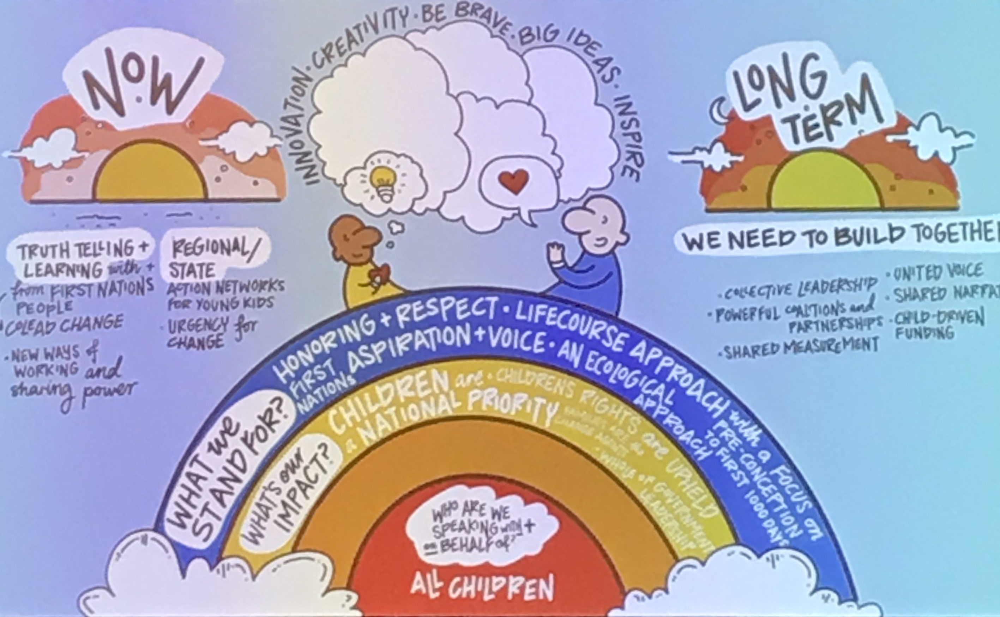 INNOVATION · CREATIVITY · BE BRAVE · BIG IDEAS · INSPIRE
NOW
TRUTH TELLING +
LEARNING with +
from FIRST NATIONS
PEOPLE
COLEAD CHANGE
· NEW WAYS of
WORKING and
sharing power
REGIONAL/
STATE
ACTION NETWORKS
FOR YOUNG KIDS
· URGENCY for
CHANGE
LONG
TERM
WE NEED TO BUILD TOGETHE
· COLLECTIVE LEADERSHIP
· POWERFUL COALTIONS and
PARTNERSHIPS
· SHARED MEASUREMENT
· UNITED VOICE
· SHARED NARRAT
· CHILD-DRIVEN
FUNDING
WHAT we
STAND FOR?
HONORING + RESPECT · LIFECOURSE APPROACH with a FOCUS on
FIRST
NATIONS
ASPIRATION + VOICE · AN ECOLOGICAL
APPROACH
PRE-CONCEPTION
TO FIRST 1000 DAYS
WHAT'S our
IMPACT?
CHILDREN are
a NATIONAL PRIORITY
· CHILDRENS RIGHTS are UPHELD
ARE the
CHANGE AGENTS
· WHOLE of GOVERNMENT
LEADERSHIP
WHO ARE WE
SPEAKING with +
on BEHALF of?
ALL CHILDREN